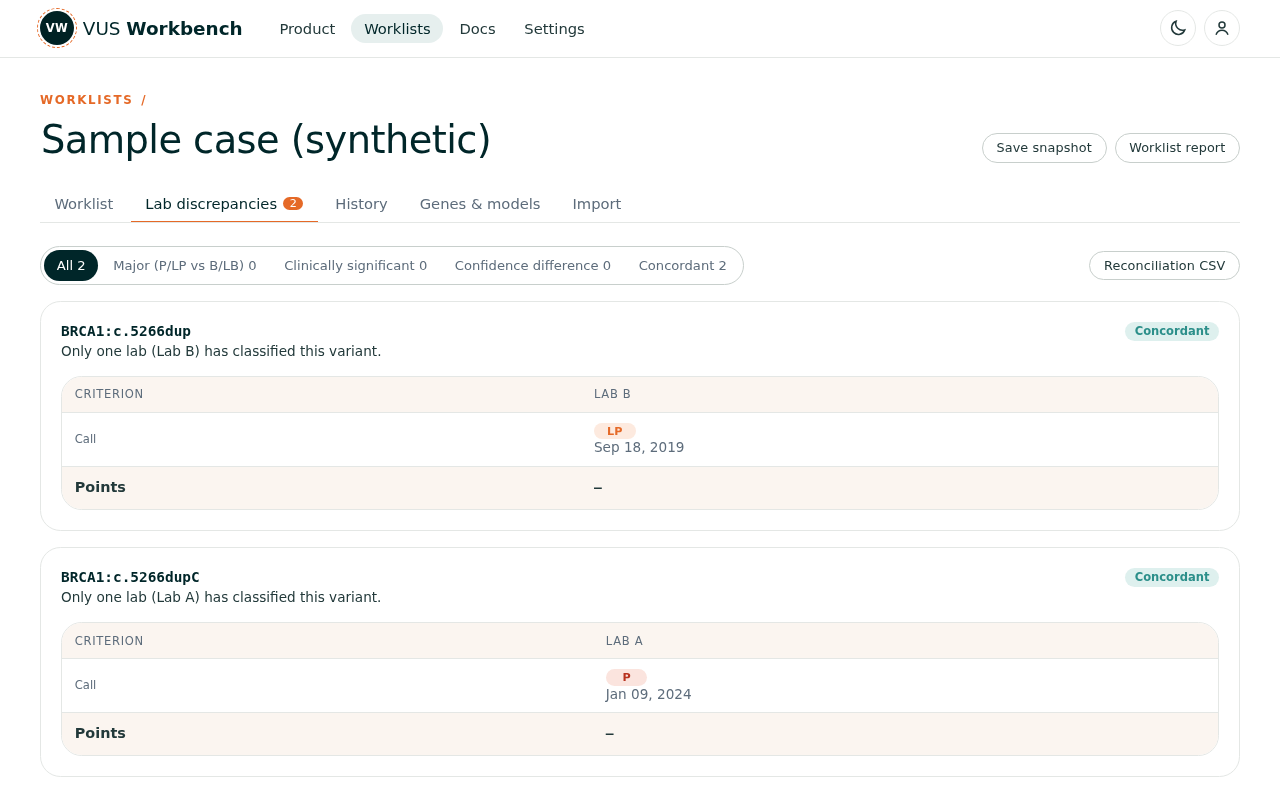 VW VUS Workbench Product Worklists Docs Settings
WORKLISTS /
Sample case (synthetic)
Save snapshot Worklist report
Worklist Lab discrepancies 2 History Genes & models Import
All 2 Major (P/LP vs B/LB) 0 Clinically significant 0 Confidence difference 0 Concordant 2 Reconciliation CSV
BRCA1:c.5266dup Concordant
Only one lab (Lab B) has classified this variant.
CRITERION LAB B
Call LP
Sep 18, 2019
Points –
BRCA1:c.5266dupC Concordant
Only one lab (Lab A) has classified this variant.
CRITERION LAB A
Call P
Jan 09, 2024
Points –